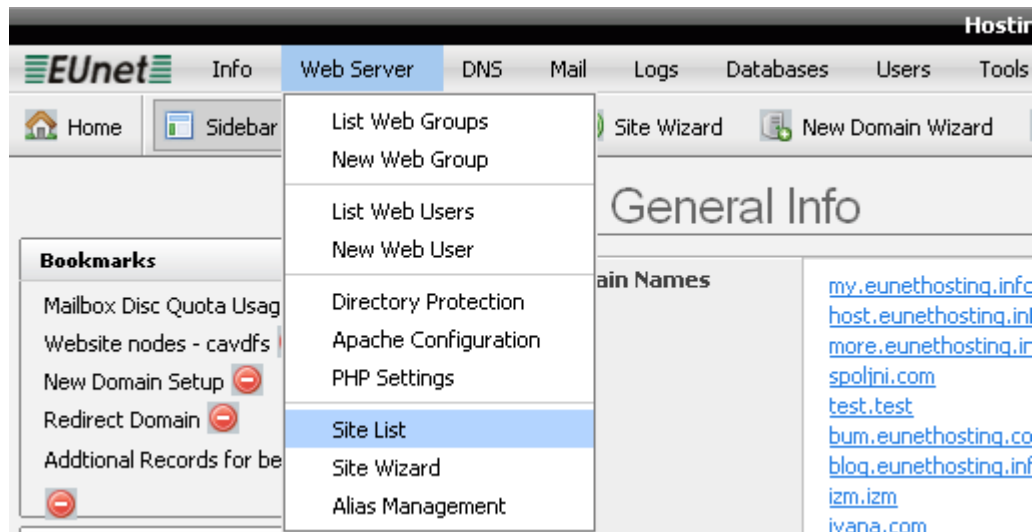 Hostin
EUnet Info Web Server DNS Mail Logs Databases Users Tools
Home Sidebar Site Wizard New Domain Wizard
List Web Groups
New Web Group
List Web Users
New Web User
Directory Protection
Apache Configuration
PHP Settings
Site List
Site Wizard
Alias Management
General Info
Bookmarks
Mailbox Disc Quota Usag
Website nodes - cavdfs
New Domain Setup
Redirect Domain
Addtional Records for be
ain Names
my.eunethosting.info
host.eunethosting.inf
more.eunethosting.in
spoljni.com
test.test
bum.eunethosting.co
blog.eunethosting.inf
izm.izm
ivana.com